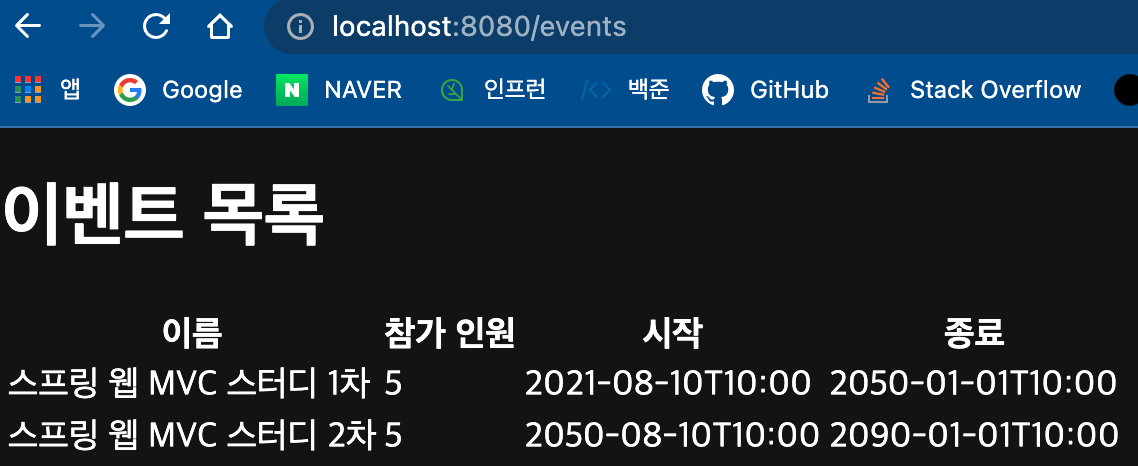 localhost:8080/events
앱 Google N NAVER 인프런 </> 백준 GitHub Stack Overflow
이벤트 목록
이름 참가 인원 시작 종료
스프링 웹 MVC 스터디 1차 5 2021-08-10T10:00 2050-01-01T10:00
스프링 웹 MVC 스터디 2차 5 2050-08-10T10:00 2090-01-01T10:00